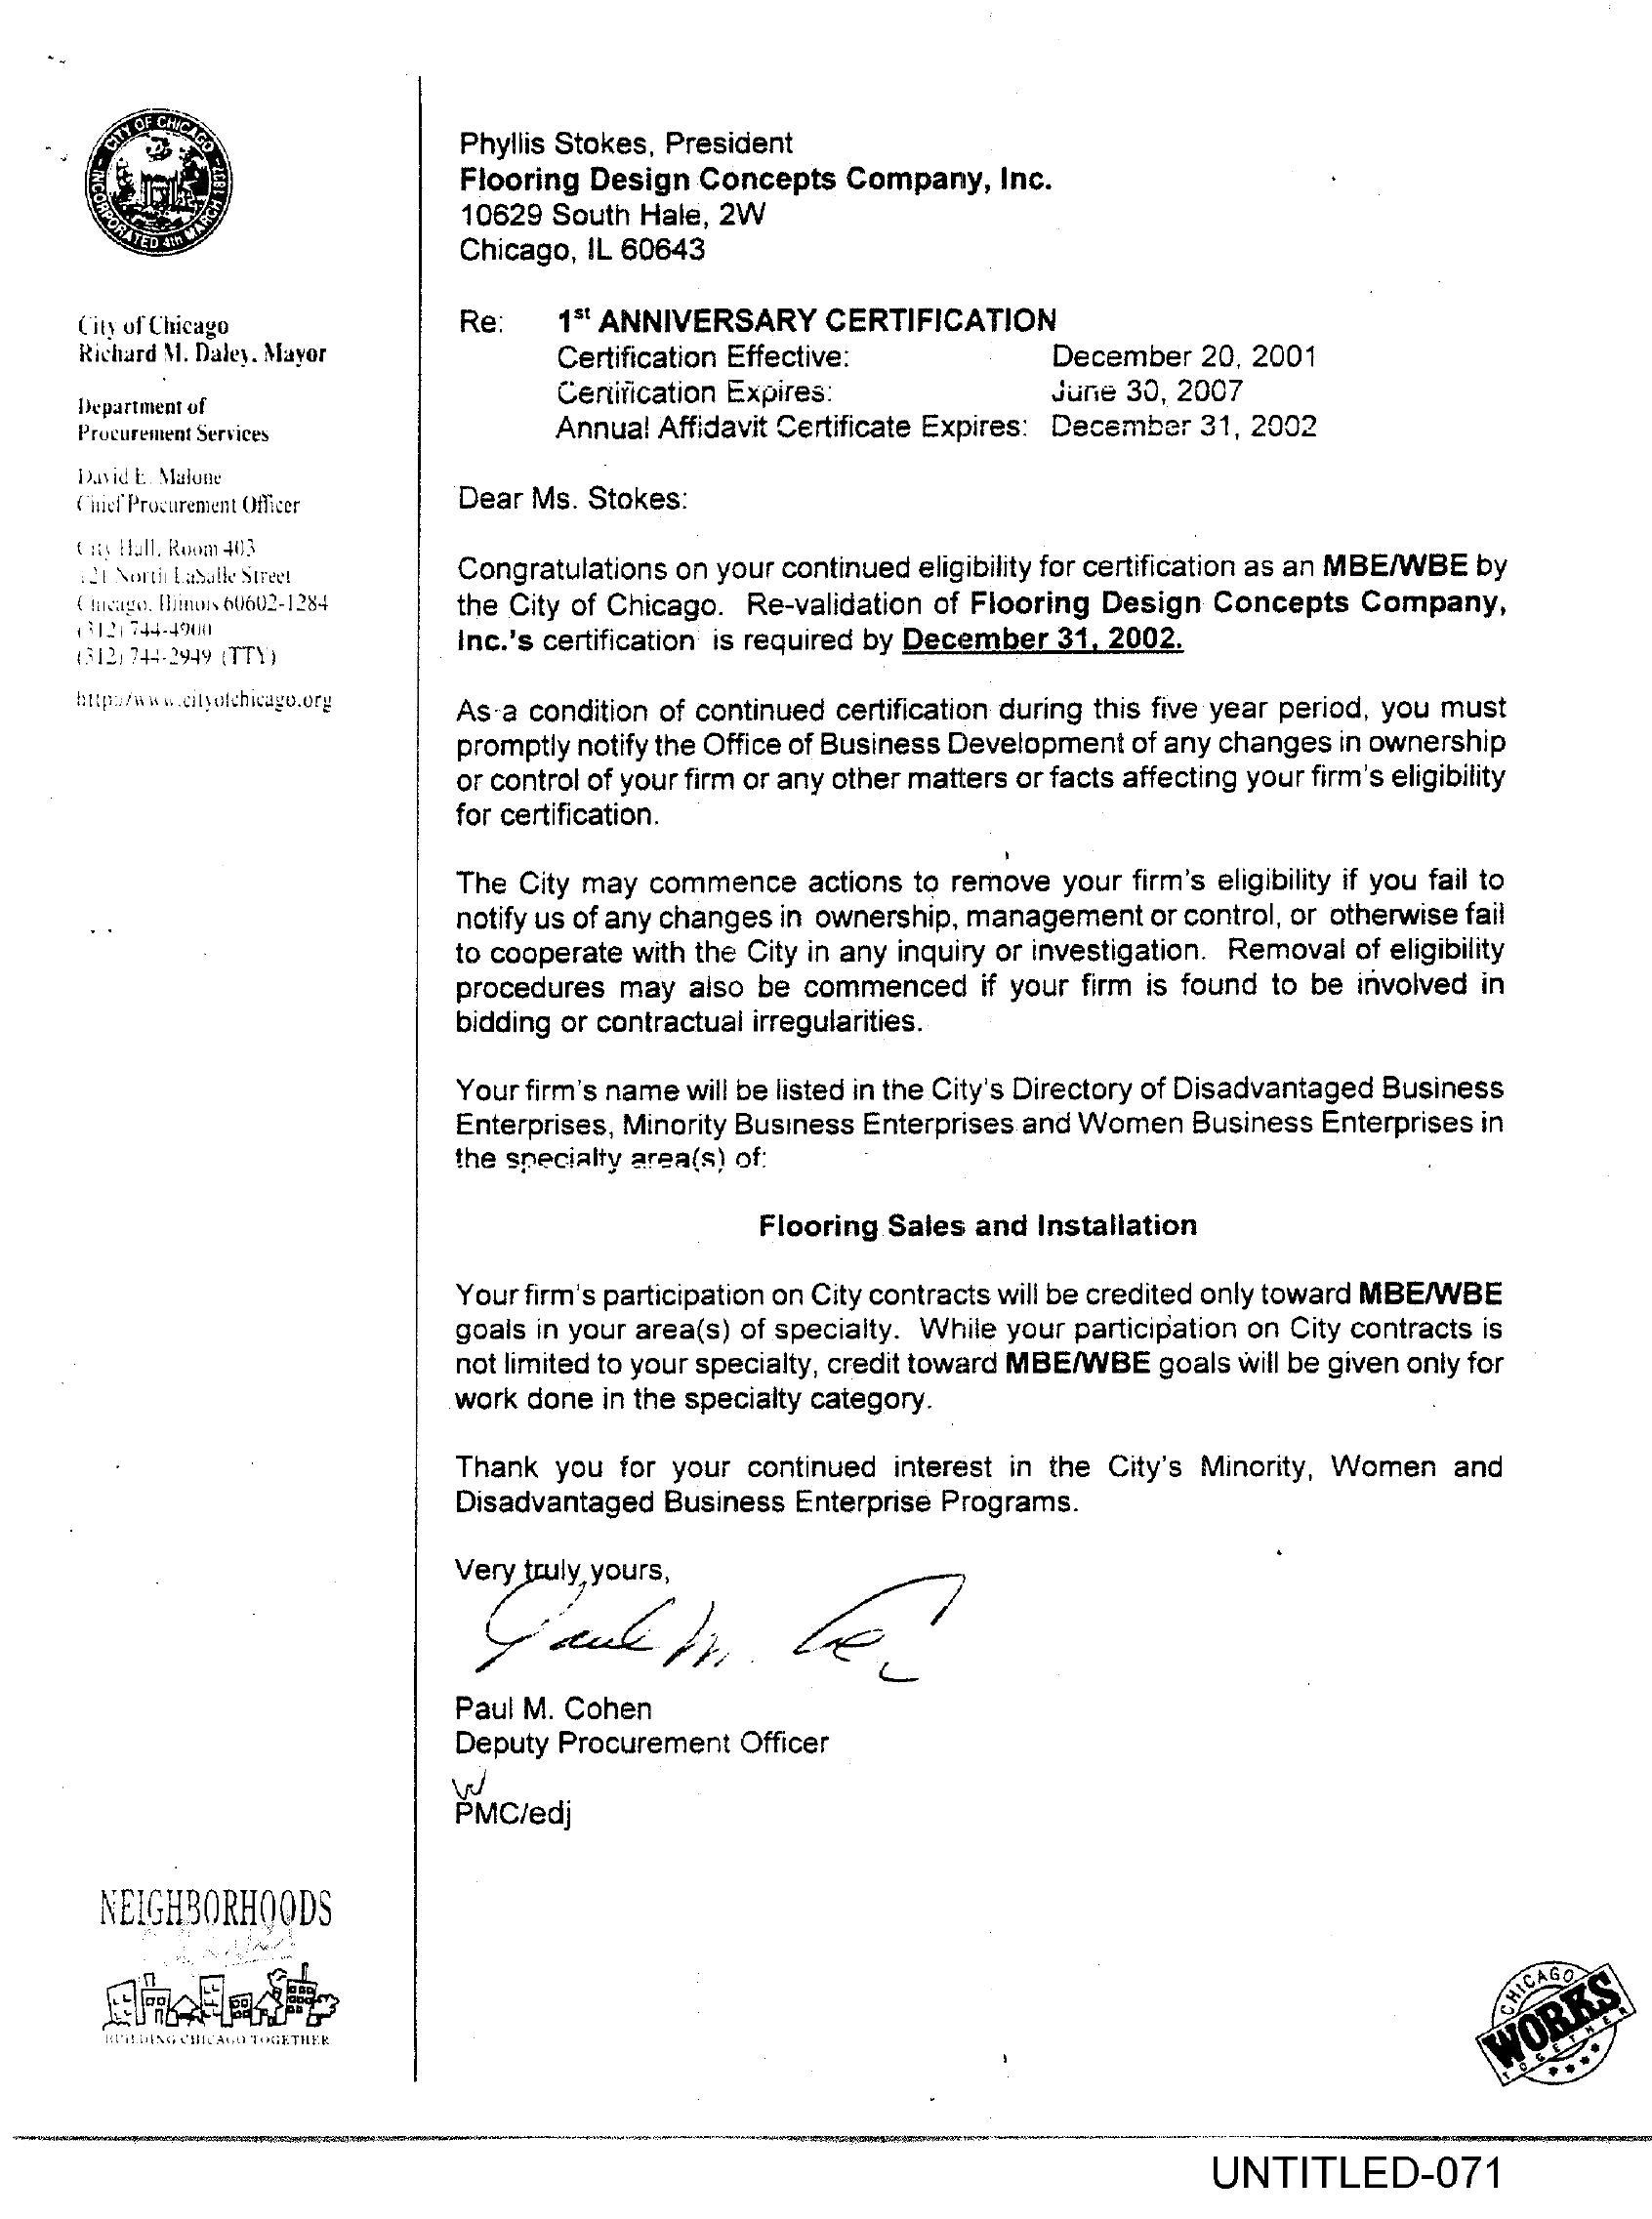 CITY OF CHICAGO
INCORPORATED 4th MARCH 1837
City of Chicago
Richard M. Daley, Mayor
Department of
Procurement Services
David E. Malone
Chief Procurement Officer
City Hall, Room 403
121 North LaSalle Street
Chicago, Illinois 60602-1284
(312) 744-4900
(312) 744-2949 (TTY)
http://www.cityofchicago.org
Phyllis Stokes, President
Flooring Design Concepts Company, Inc.
10629 South Hale, 2W
Chicago, IL 60643
Re: 1st ANNIVERSARY CERTIFICATION
Certification Effective: December 20, 2001
Certification Expires: June 30, 2007
Annual Affidavit Certificate Expires: December 31, 2002
Dear Ms. Stokes:
Congratulations on your continued eligibility for certification as an MBE/WBE by
the City of Chicago. Re-validation of Flooring Design Concepts Company,
Inc.'s certification is required by December 31, 2002.
As a condition of continued certification during this five year period, you must
promptly notify the Office of Business Development of any changes in ownership
or control of your firm or any other matters or facts affecting your firm's eligibility
for certification.
The City may commence actions to remove your firm's eligibility if you fail to
notify us of any changes in ownership, management or control, or otherwise fail
to cooperate with the City in any inquiry or investigation. Removal of eligibility
procedures may also be commenced if your firm is found to be involved in
bidding or contractual irregularities.
Your firm's name will be listed in the City's Directory of Disadvantaged Business
Enterprises, Minority Business Enterprises and Women Business Enterprises in
the specialty area(s) of:
Flooring Sales and Installation
Your firm's participation on City contracts will be credited only toward MBE/WBE
goals in your area(s) of specialty. While your participation on City contracts is
not limited to your specialty, credit toward MBE/WBE goals will be given only for
work done in the specialty category.
Thank you for your continued interest in the City's Minority, Women and
Disadvantaged Business Enterprise Programs.
Very truly yours,
Paul M. Cohen
Deputy Procurement Officer
PMC/edj
NEIGHBORHOODS
BUILDING CHICAGO TOGETHER
CHICAGO
WORKS
TOGETHER
UNTITLED-071